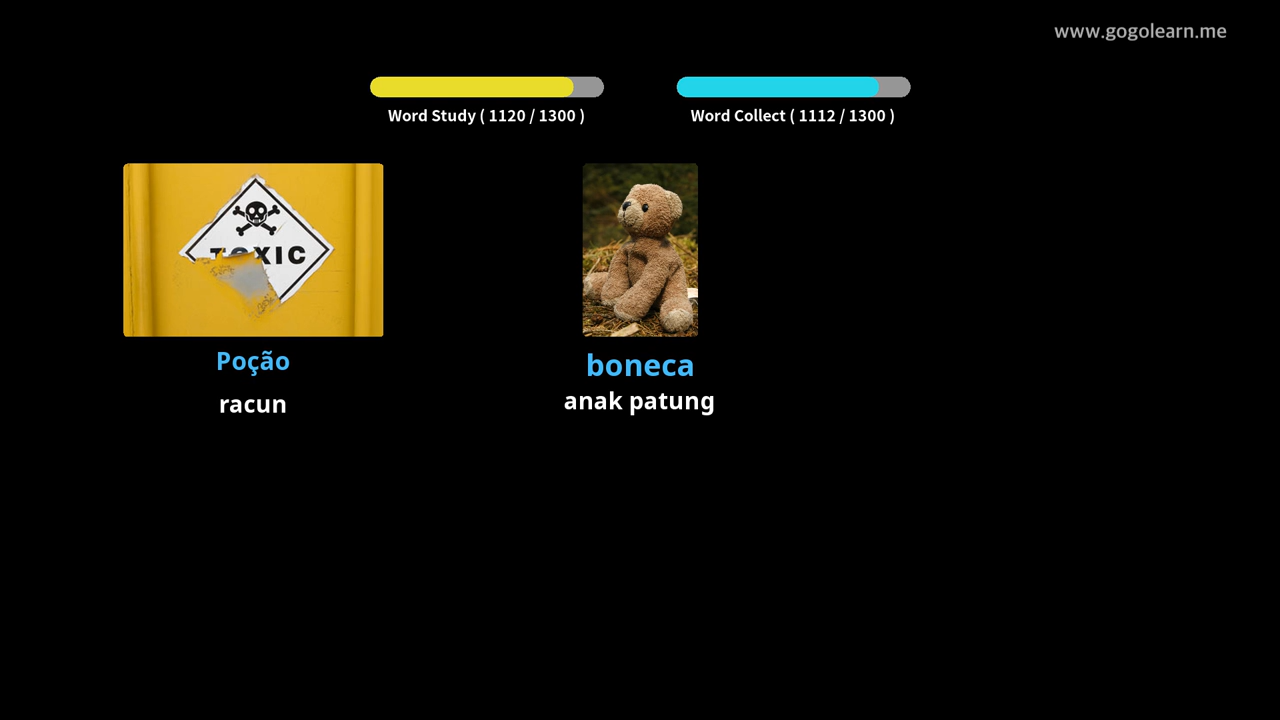 www.gogolearn.me
Word Study ( 1120 / 1300 )
Word Collect ( 1112 / 1300 )
TOXIC
Poção
racun
boneca
anak patung